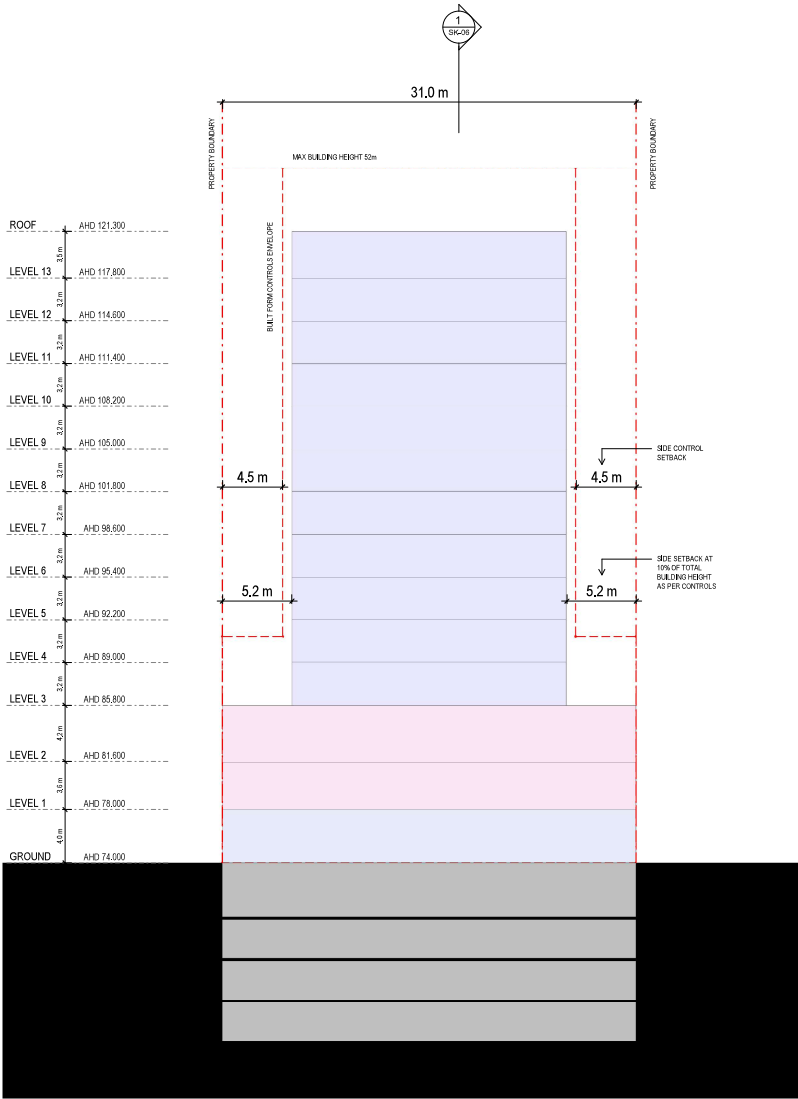 1
SK-06
31.0 m
PROPERTY BOUNDARY
PROPERTY BOUNDARY
MAX BUILDING HEIGHT 52m
BUILT FORM CONTROLS ENVELOPE
ROOF AHD 121.300
3.5 m
LEVEL 13 AHD 117.800
3.2 m
LEVEL 12 AHD 114.600
3.2 m
LEVEL 11 AHD 111.400
3.2 m
LEVEL 10 AHD 108.200
3.2 m
LEVEL 9 AHD 105.000
SIDE CONTROL
SETBACK
3.2 m
4.5 m
4.5 m
LEVEL 8 AHD 101.800
3.2 m
LEVEL 7 AHD 98.600
3.2 m
SIDE SETBACK AT
10% OF TOTAL
BUILDING HEIGHT
AS PER CONTROLS
LEVEL 6 AHD 95.400
3.2 m
5.2 m
5.2 m
LEVEL 5 AHD 92.200
3.2 m
LEVEL 4 AHD 89.000
3.2 m
LEVEL 3 AHD 85.800
4.2 m
LEVEL 2 AHD 81.600
3.6 m
LEVEL 1 AHD 78.000
4.0 m
GROUND AHD 74.000